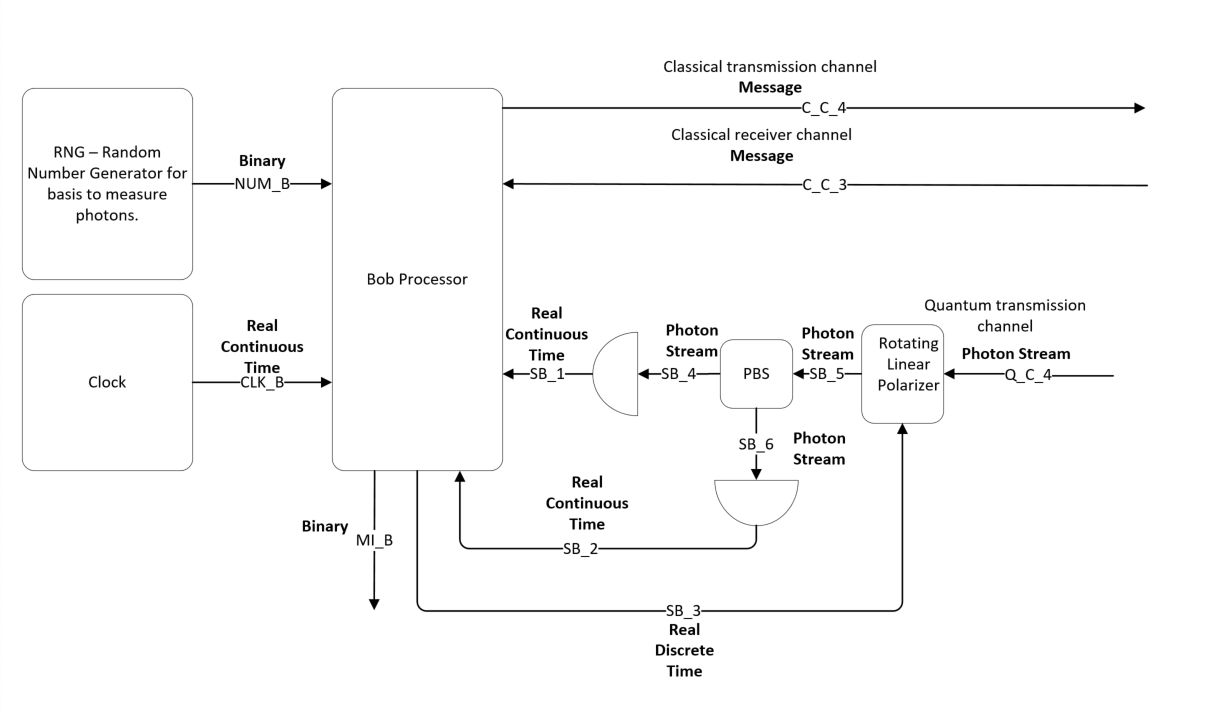 Classical transmission channel
Message
C_C_4
Classical receiver channel
Message
C_C_3
RNG – Random
Number Generator for
basis to measure
photons.
Binary
NUM_B
Bob Processor
Clock
Real
Continuous
Time
CLK_B
Real
Continuous
Time
SB_1
Photon
Stream
SB_4
PBS
Photon
Stream
SB_5
Rotating
Linear
Polarizer
Quantum transmission
channel
Photon Stream
Q_C_4
SB_6
Photon
Stream
Real
Continuous
Time
SB_2
Binary
MI_B
SB_3
Real
Discrete
Time